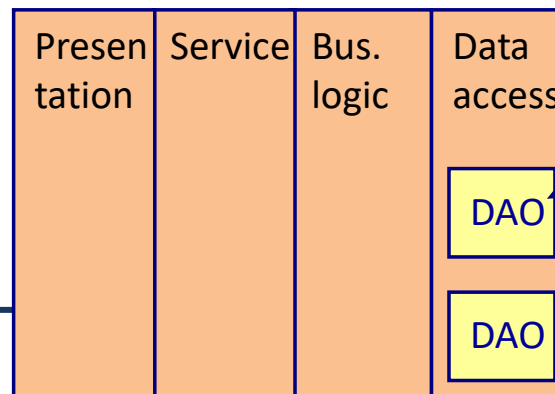 Presen
tation
Service
Bus.
logic
Data
access
DAO
DAO